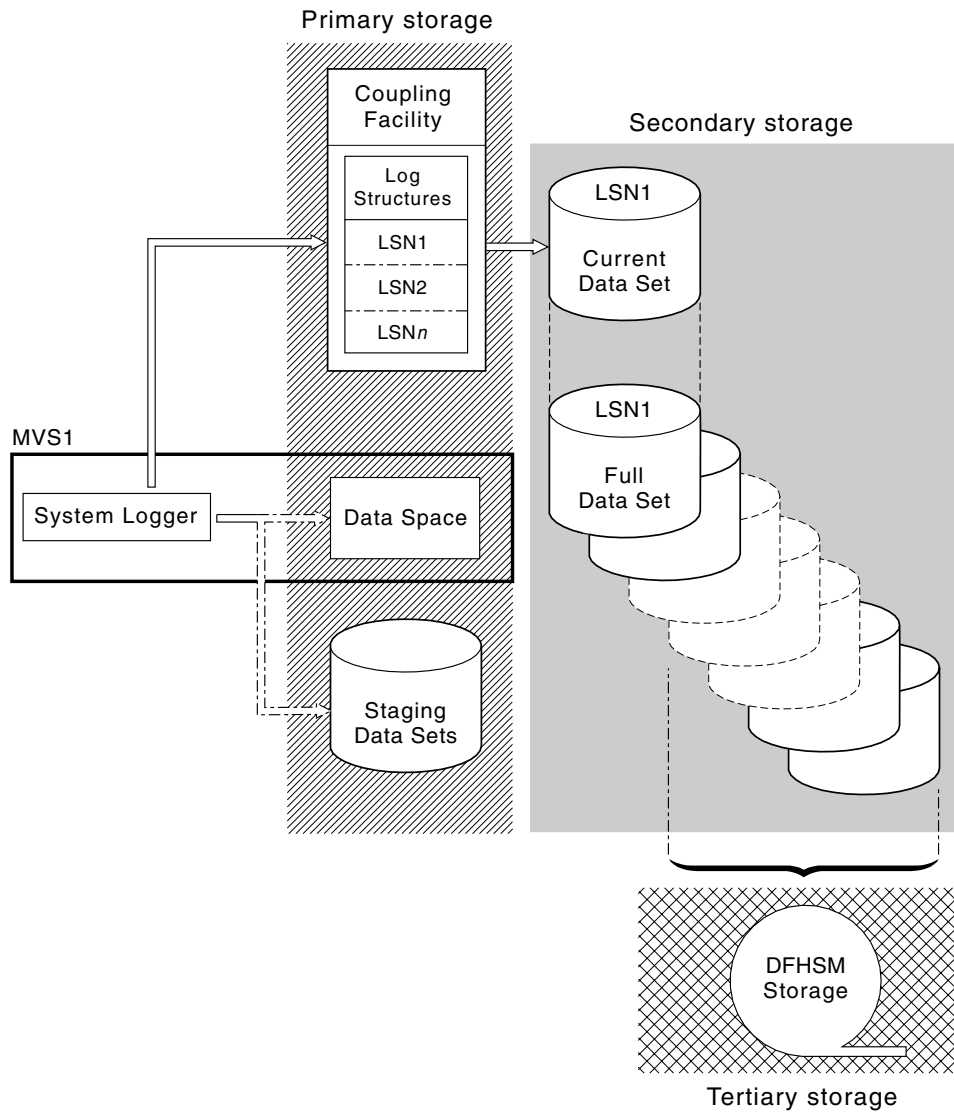 Primary storage
Coupling
Facility
Log
Structures
LSN1
LSN2
LSNn
Secondary storage
LSN1
Current
Data Set
LSN1
Full
Data Set
MVS1
System Logger
Data Space
Staging
Data Sets
DFHSM
Storage
Tertiary storage